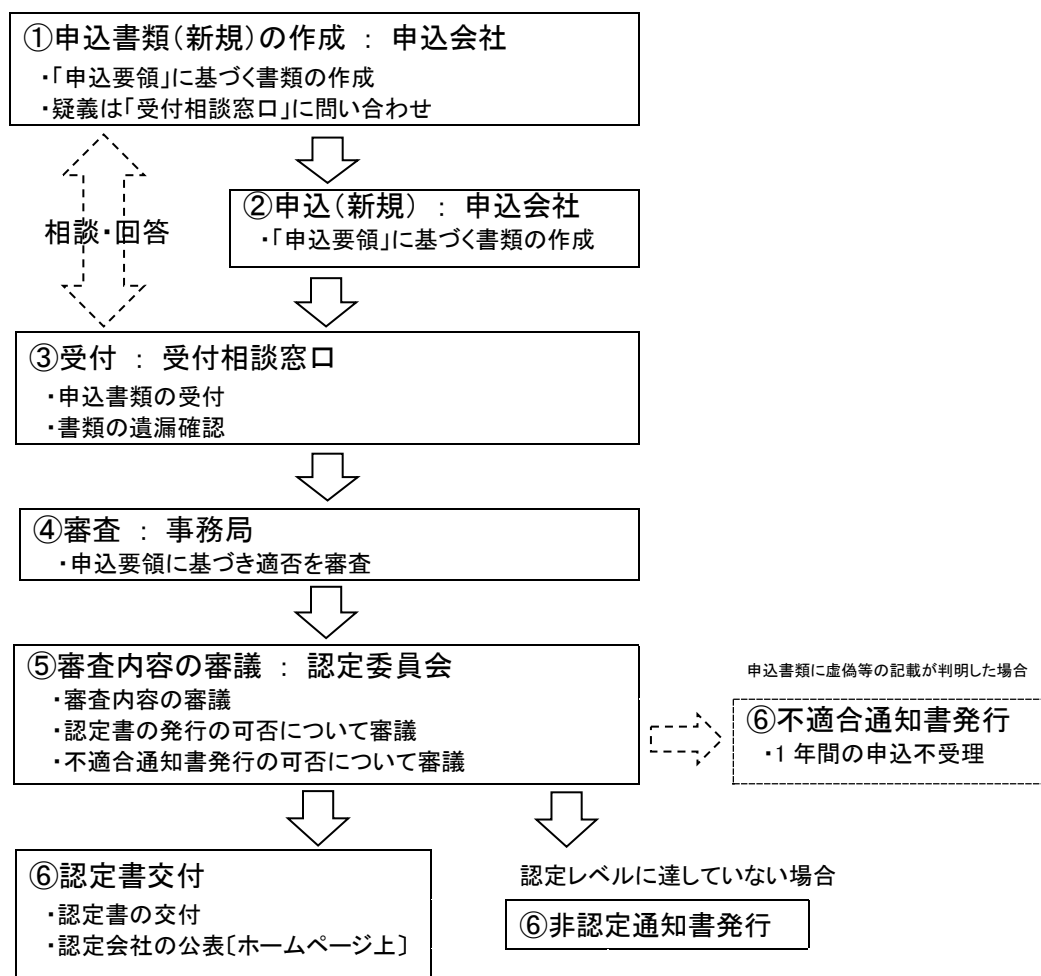 ①申込書類(新規)の作成 : 申込会社
・「申込要領」に基づく書類の作成
・疑義は「受付相談窓口」に問い合わせ
相談・回答
②申込(新規) : 申込会社
・「申込要領」に基づく書類の作成
③受付 : 受付相談窓口
・申込書類の受付
・書類の遺漏確認
④審査 : 事務局
・申込要領に基づき適否を審査
⑤審査内容の審議 : 認定委員会
・審査内容の審議
・認定書の発行の可否について審議
・不適合通知書発行の可否について審議
申込書類に虚偽等の記載が判明した場合
⑥不適合通知書発行
・1 年間の申込不受理
⑥認定書交付
・認定書の交付
・認定会社の公表〔ホームページ上〕
認定レベルに達していない場合
⑥非認定通知書発行